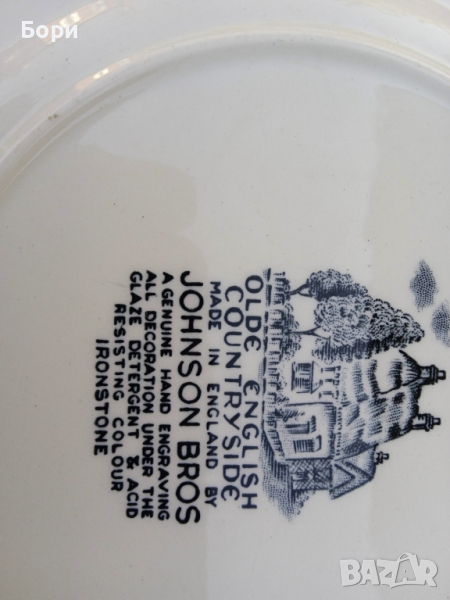 Бори
OLDE ENGLISH
COUNTRYSIDE
MADE IN ENGLAND BY
JOHNSON BROS
A GENUINE HAND ENGRAVING
ALL DECORATION UNDER THE
GLAZE DETERGENT & ACID
RESISTING COLOUR
IRONSTONE
BAZAR